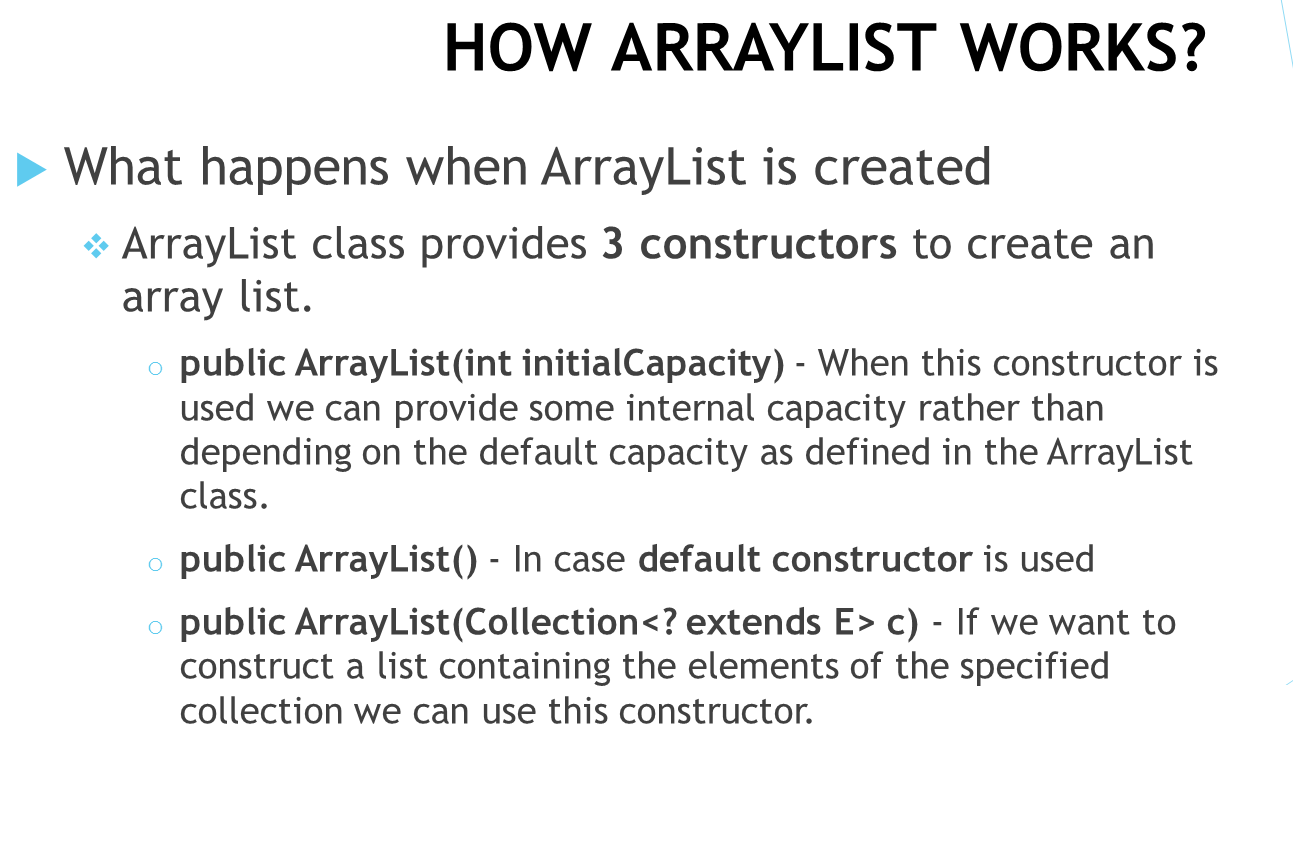 HOW ARRAYLIST WORKS?
What happens when ArrayList is created
ArrayList class provides 3 constructors to create an
array list.
public ArrayList(int initialCapacity) - When this constructor is
used we can provide some internal capacity rather than
depending on the default capacity as defined in the ArrayList
class.
public ArrayList() - In case default constructor is used
public ArrayList(Collection<? extends E> c) - If we want to
construct a list containing the elements of the specified
collection we can use this constructor.